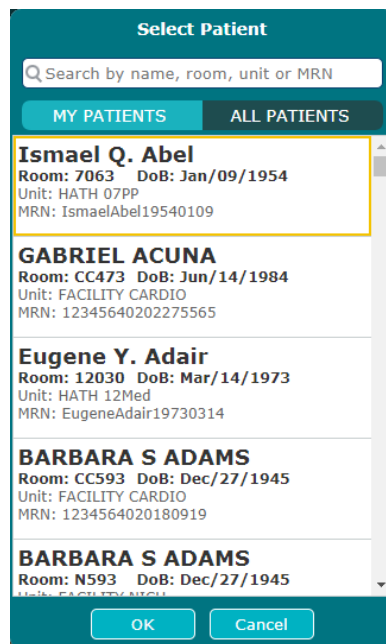 Select Patient
Search by name, room, unit or MRN
MY PATIENTS ALL PATIENTS
Ismael Q. Abel
Room: 7063 DoB: Jan/09/1954
Unit: HATH 07PP
MRN: IsmaelAbel19540109
GABRIEL ACUNA
Room: CC473 DoB: Jun/14/1984
Unit: FACILITY CARDIO
MRN: 12345640202275565
Eugene Y. Adair
Room: 12030 DoB: Mar/14/1973
Unit: HATH 12Med
MRN: EugeneAdair19730314
BARBARA S ADAMS
Room: CC593 DoB: Dec/27/1945
Unit: FACILITY CARDIO
MRN: 1234564020180919
BARBARA S ADAMS
Room: N593 DoB: Dec/27/1945
Unit: FACILITY
OK Cancel